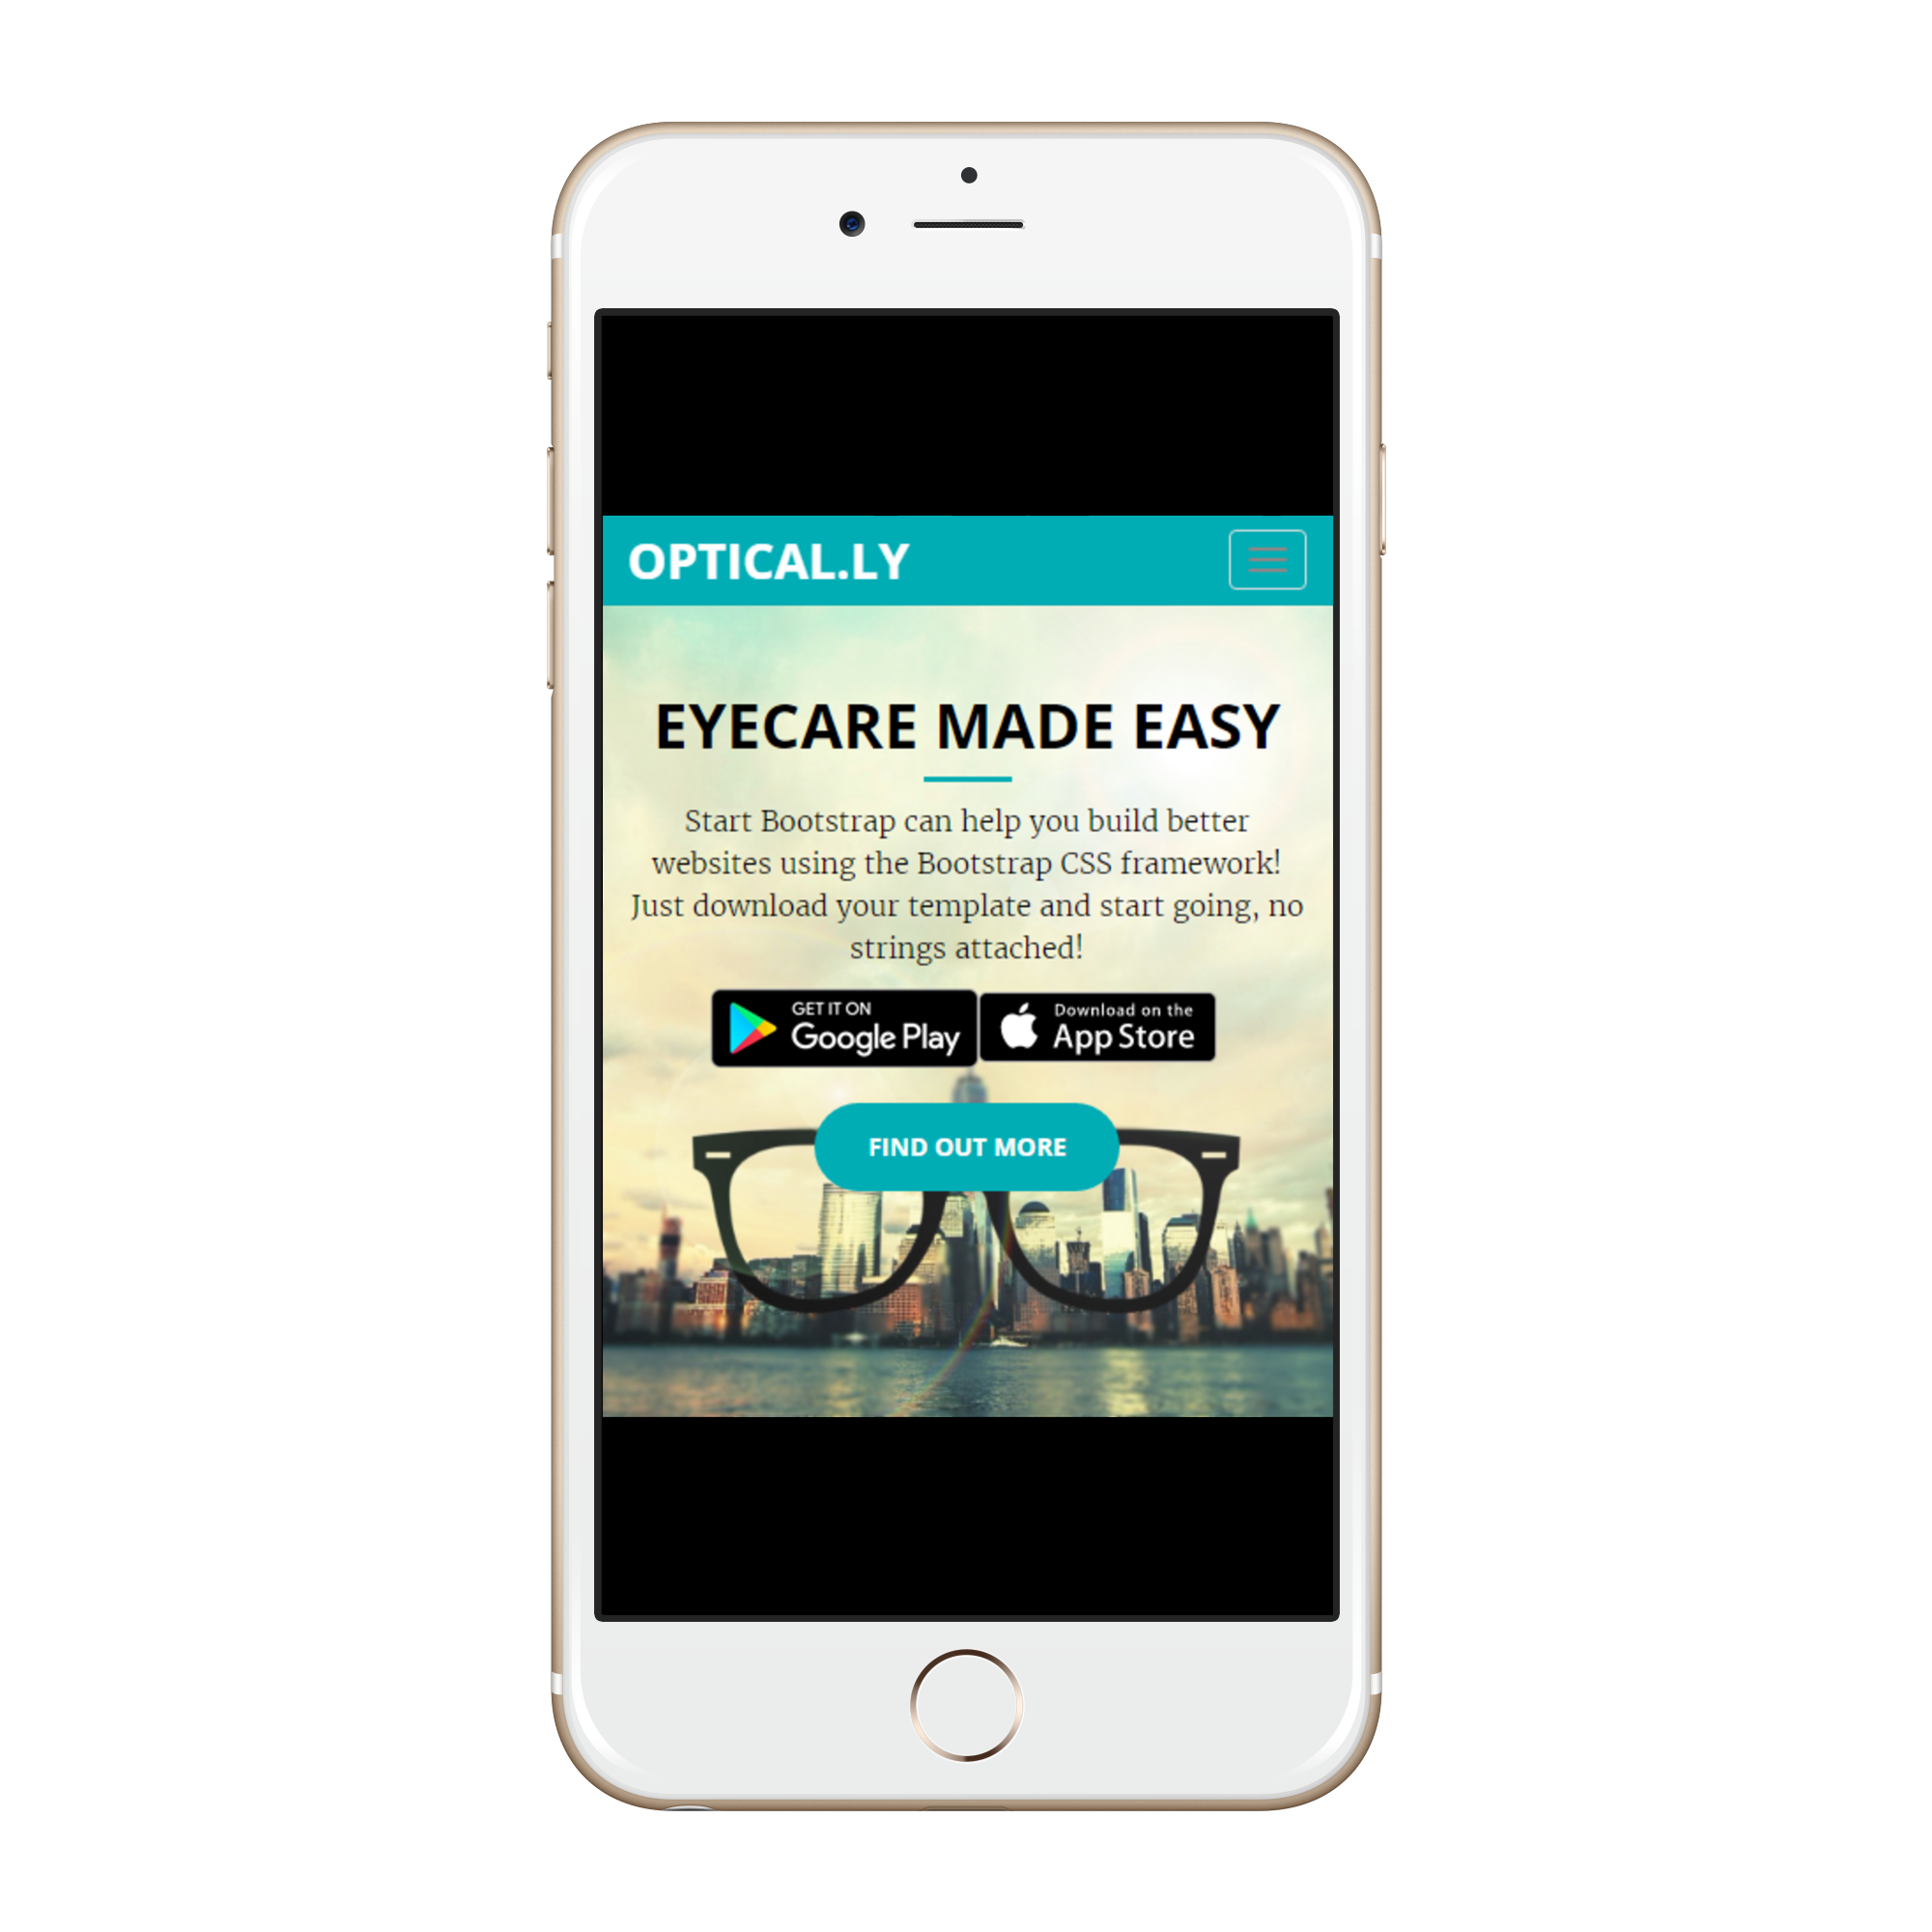 OPTICAL.LY
EYECARE MADE EASY
Start Bootstrap can help you build better
websites using the Bootstrap CSS framework!
Just download your template and start going, no
strings attached!
GET IT ON
Google Play
Download on the
App Store
FIND OUT MORE